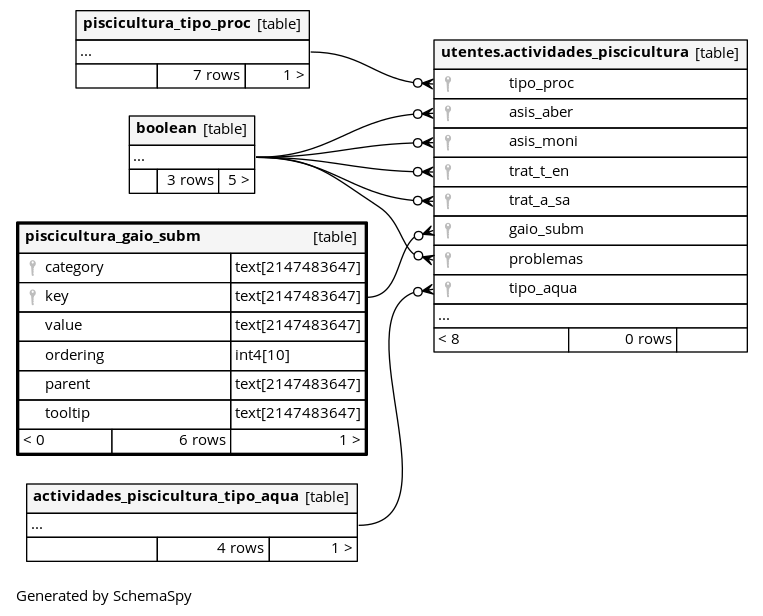 piscicultura_tipo_proc [table]
...
7 rows 1 >
boolean [table]
...
3 rows 5 >
piscicultura_gaio_subm [table]
category text[2147483647]
key text[2147483647]
value text[2147483647]
ordering int4[10]
parent text[2147483647]
tooltip text[2147483647]
< 0 6 rows 1 >
actividades_piscicultura_tipo_aqua [table]
...
4 rows 1 >
utentes.actividades_piscicultura [table]
tipo_proc
asis_aber
asis_moni
trat_t_en
trat_a_sa
gaio_subm
problemas
tipo_aqua
...
< 8 0 rows
Generated by SchemaSpy